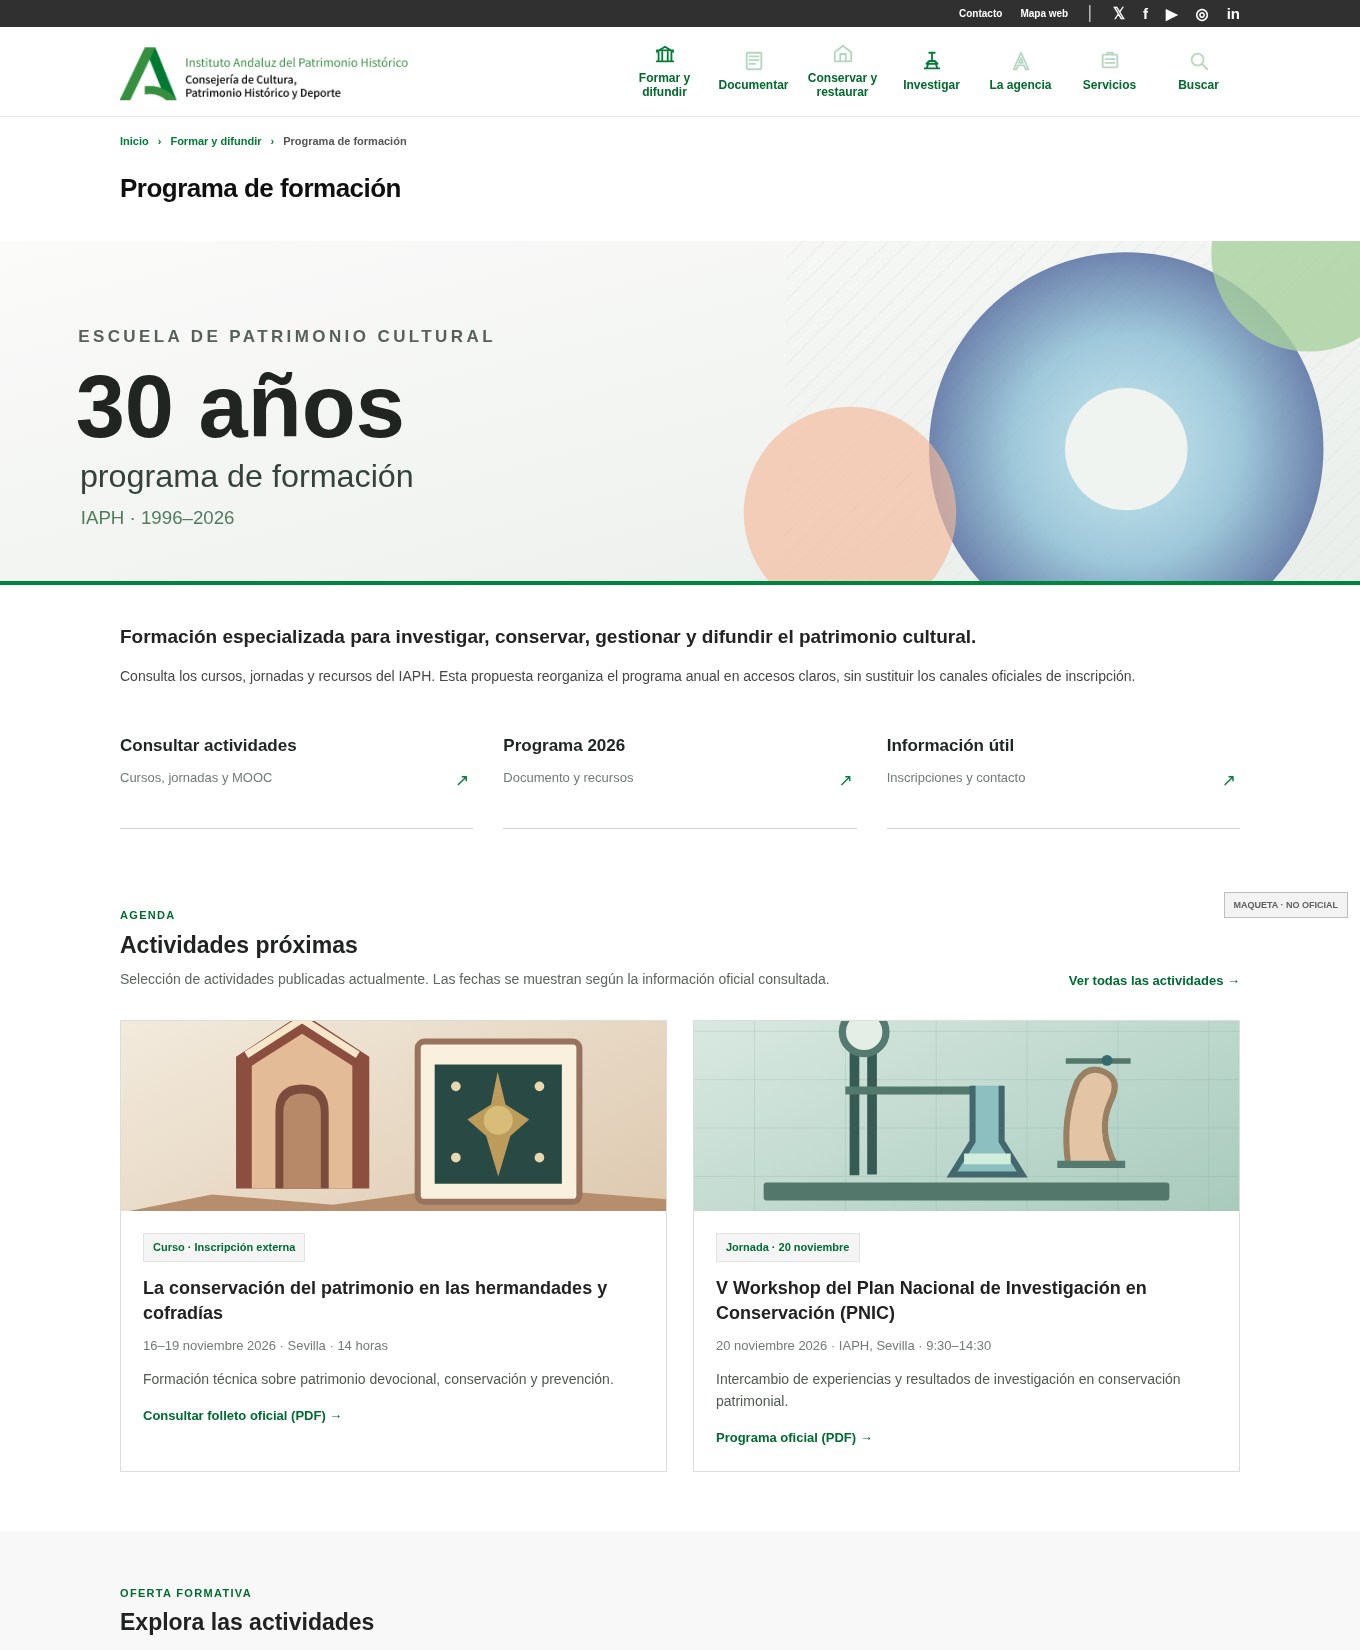 Contacto Mapa web
Instituto Andaluz del Patrimonio Histórico
Consejería de Cultura,
Patrimonio Histórico y Deporte
Formar y
difundir
Documentar
Conservar y
restaurar
Investigar
La agencia
Servicios
Buscar
Inicio › Formar y difundir › Programa de formación
Programa de formación
ESCUELA DE PATRIMONIO CULTURAL
30 años
programa de formación
IAPH · 1996–2026
Formación especializada para investigar, conservar, gestionar y difundir el patrimonio cultural.
Consulta los cursos, jornadas y recursos del IAPH. Esta propuesta reorganiza el programa anual en accesos claros, sin sustituir los canales oficiales de inscripción.
Consultar actividades
Cursos, jornadas y MOOC ↗
Programa 2026
Documento y recursos ↗
Información útil
Inscripciones y contacto ↗
MAQUETA · NO OFICIAL
AGENDA
Actividades próximas
Selección de actividades publicadas actualmente. Las fechas se muestran según la información oficial consultada.
Ver todas las actividades →
Curso · Inscripción externa
La conservación del patrimonio en las hermandades y
cofradías
16–19 noviembre 2026 · Sevilla · 14 horas
Formación técnica sobre patrimonio devocional, conservación y prevención.
Consultar folleto oficial (PDF) →
Jornada · 20 noviembre
V Workshop del Plan Nacional de Investigación en
Conservación (PNIC)
20 noviembre 2026 · IAPH, Sevilla · 9:30–14:30
Intercambio de experiencias y resultados de investigación en conservación
patrimonial.
Programa oficial (PDF) →
OFERTA FORMATIVA
Explora las actividades